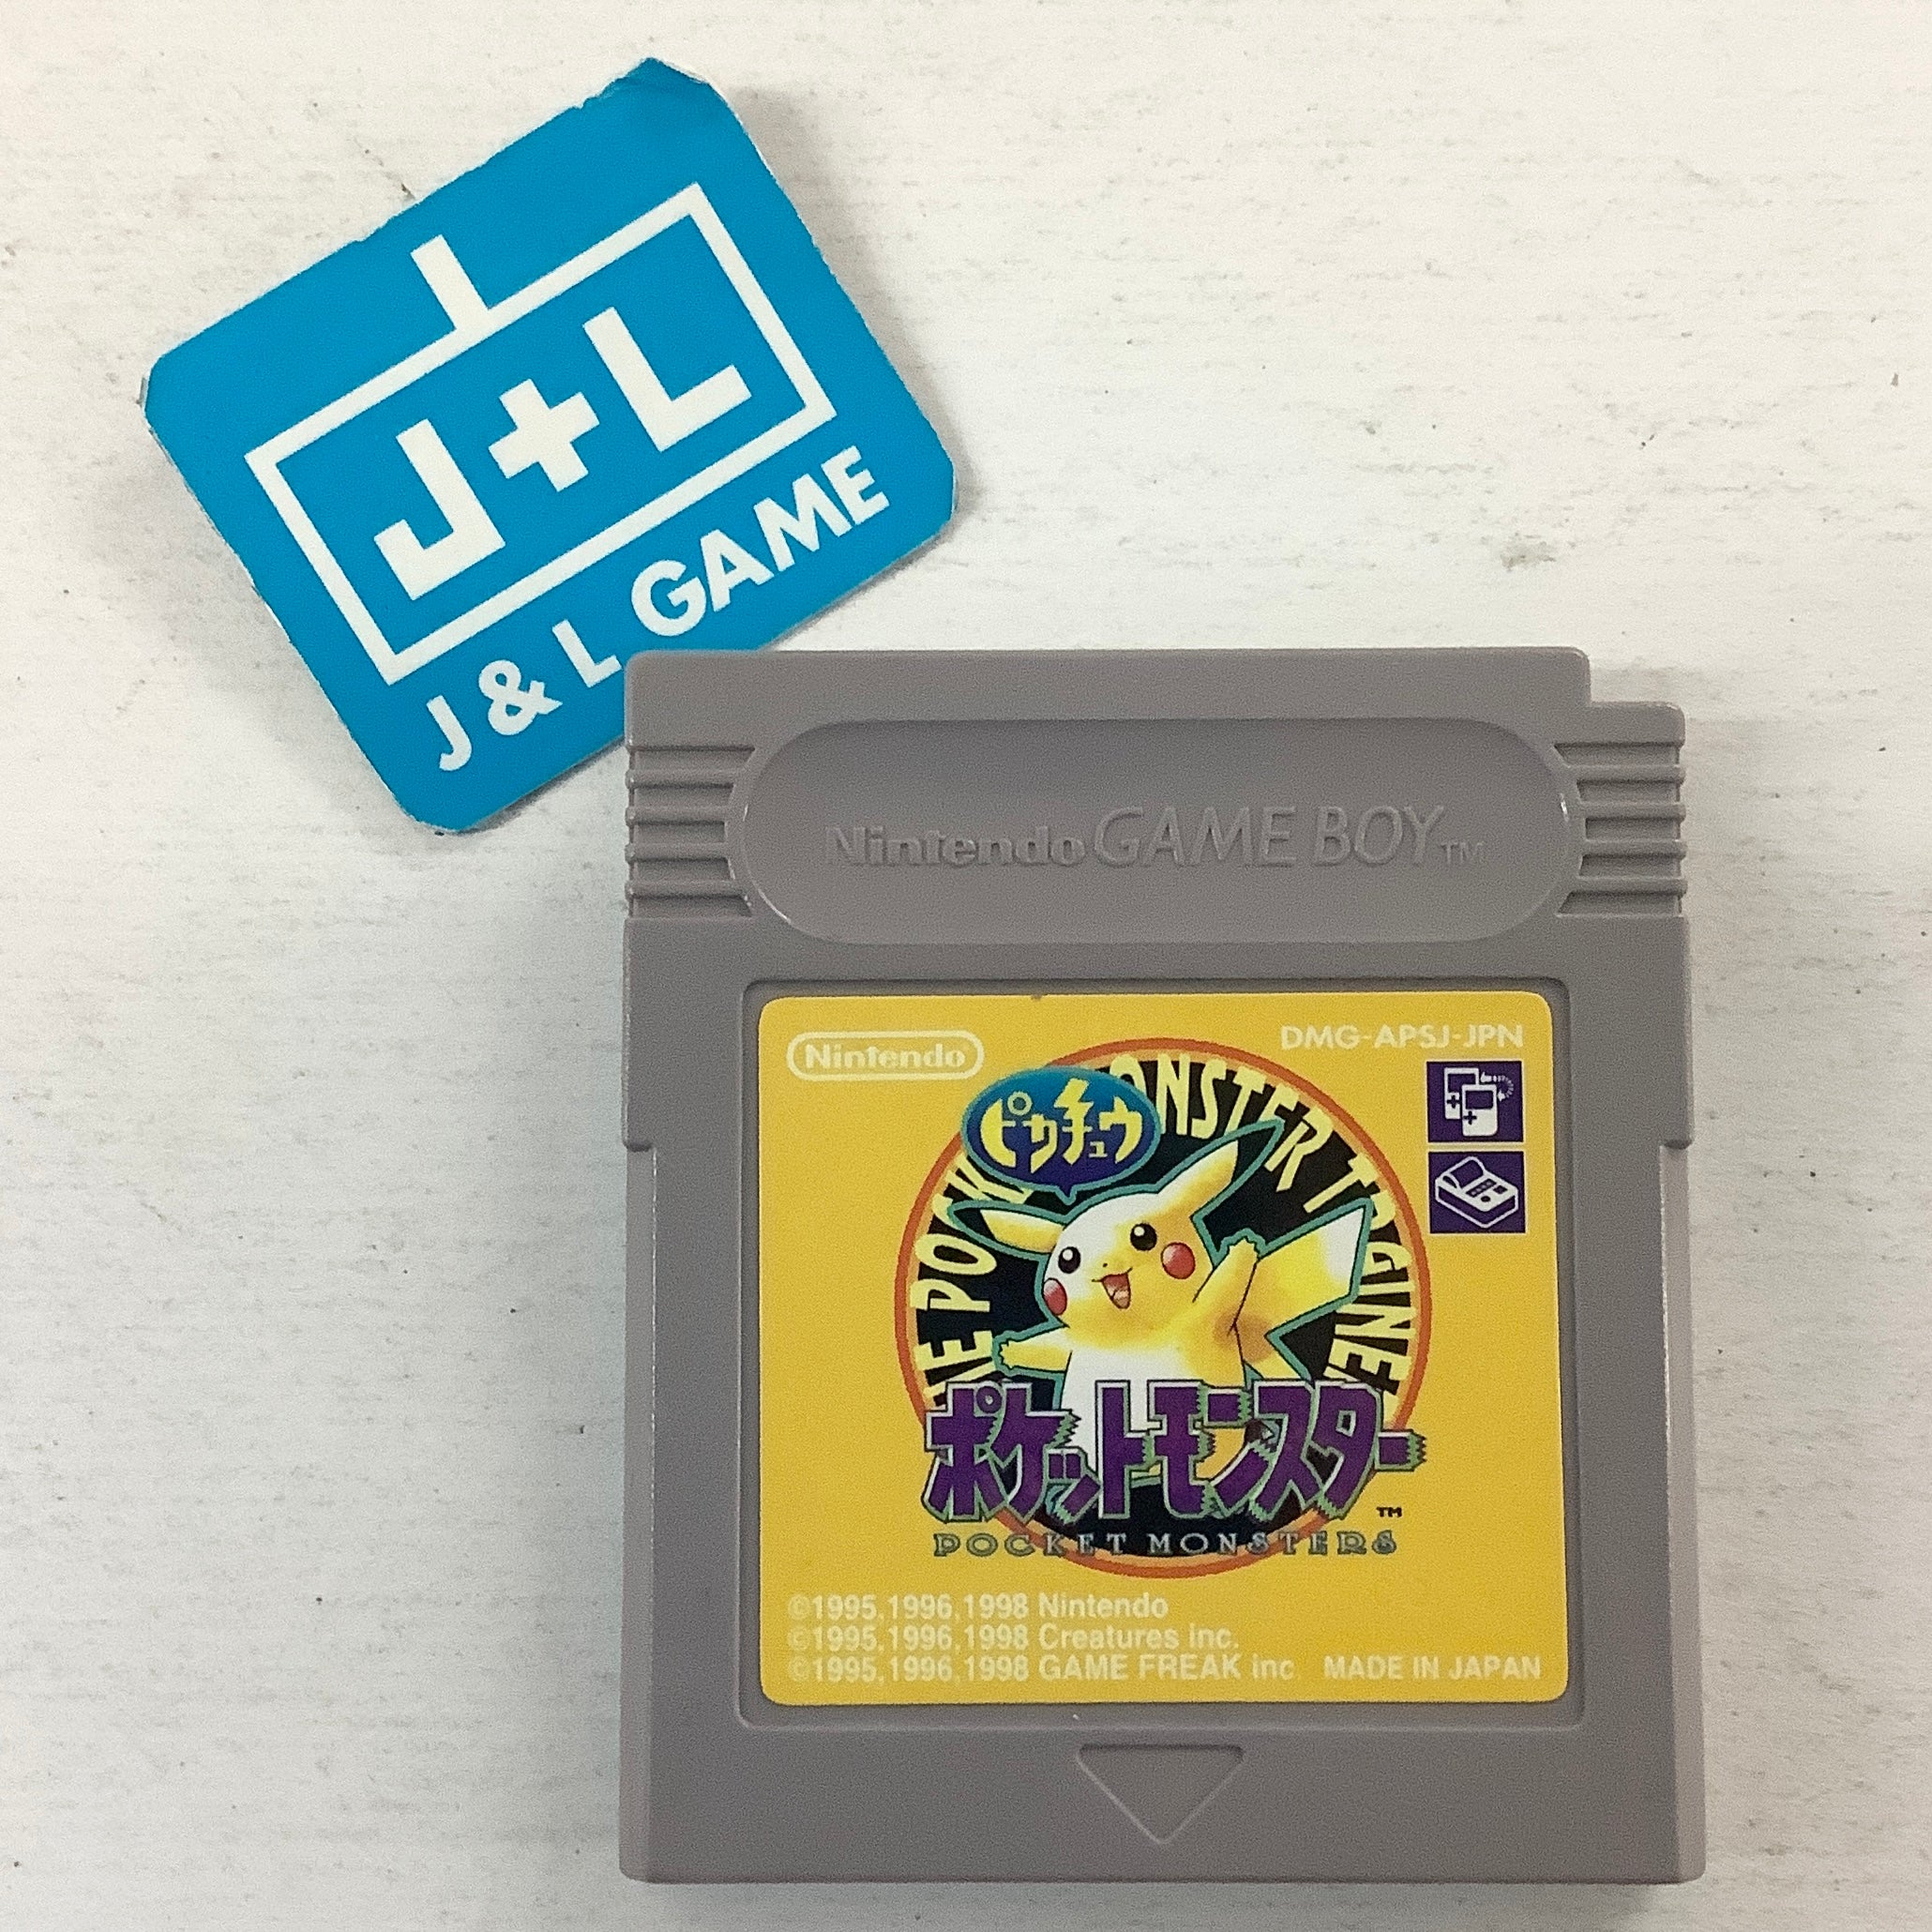 J+L
J & L GAME
Nintendo GAME BOY™
Nintendo
DMG-APSJ-JPN
ピカチュウ
MONSTER
ポケットモンスター
™
POCKET MONSTERS
©1995,1996,1998 Nintendo
©1995,1996,1998 Creatures inc.
©1995,1996,1998 GAME FREAK inc.
MADE IN JAPAN